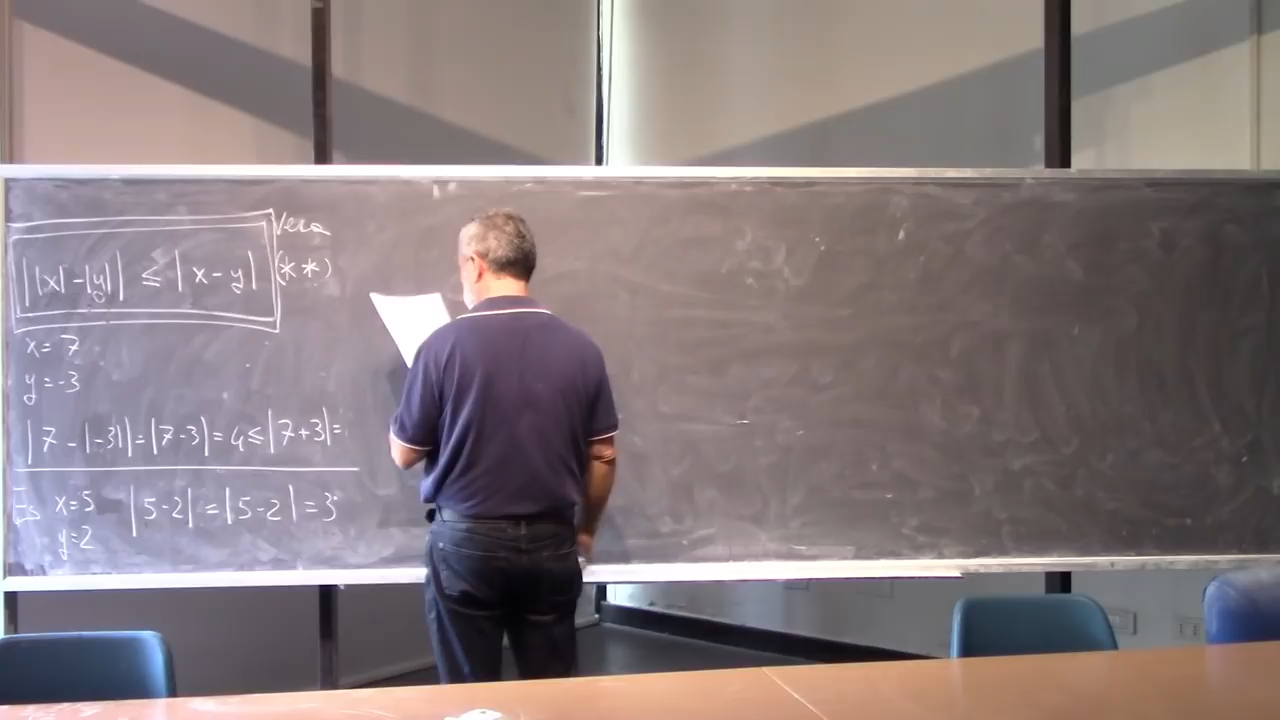 Vera
||x|-|y|| ≤ |x-y| (**)
x=7
y=-3
|7-|-3||=|7-3|=4≤|7+3|=
Es x=5 |5-2|=|5-2|=3
y=2